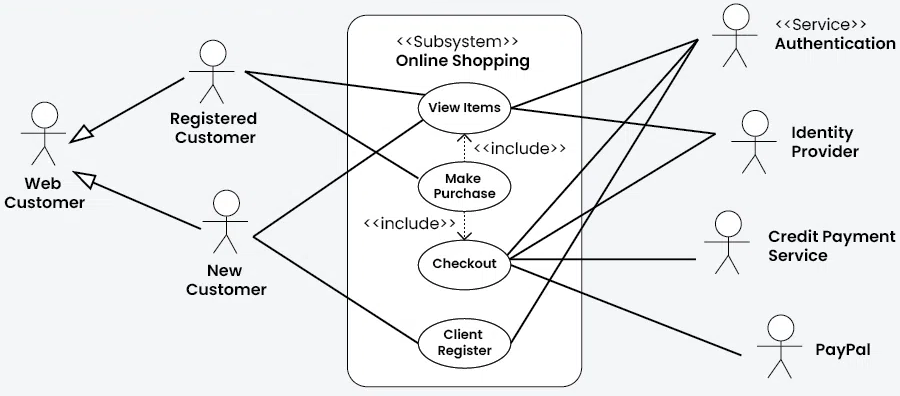 <<Subsystem>>
Online Shopping
<<Service>>
Authentication
Registered
Customer
View Items
Identity
Provider
<<include>>
Web
Customer
Make
Purchase
<<include>>
New
Customer
Checkout
Credit Payment
Service
Client
Register
PayPal